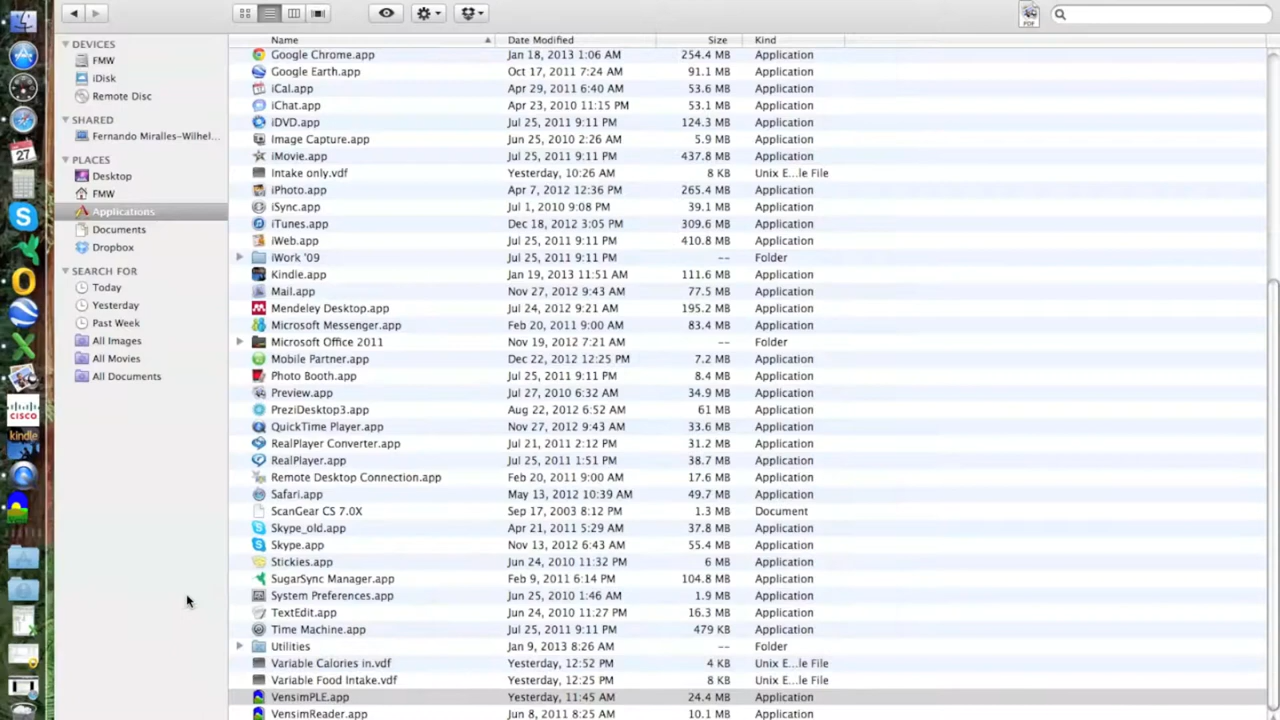 PDF
Name Date Modified Size Kind
DEVICES
FMW
iDisk
Remote Disc
SHARED
Fernando Miralles-Wilhel...
PLACES
Desktop
FMW
Applications
Documents
Dropbox
SEARCH FOR
Today
Yesterday
Past Week
All Images
All Movies
All Documents
Google Chrome.app Jan 18, 2013 1:06 AM 254.4 MB Application
Google Earth.app Oct 17, 2011 7:24 AM 91.1 MB Application
iCal.app Apr 29, 2011 6:40 AM 53.6 MB Application
iChat.app Apr 23, 2010 11:15 PM 53.1 MB Application
iDVD.app Jul 25, 2011 9:11 PM 124.3 MB Application
Image Capture.app Jun 25, 2010 2:26 AM 5.9 MB Application
iMovie.app Jul 25, 2011 9:11 PM 437.8 MB Application
Intake only.vdf Yesterday, 10:26 AM 8 KB Unix E...le File
iPhoto.app Apr 7, 2012 12:36 PM 265.4 MB Application
iSync.app Jul 1, 2010 9:08 PM 39.1 MB Application
iTunes.app Dec 18, 2012 3:05 PM 309.6 MB Application
iWeb.app Jul 25, 2011 9:11 PM 410.8 MB Application
iWork '09 Jul 25, 2011 9:11 PM -- Folder
Kindle.app Jan 19, 2013 11:51 AM 111.6 MB Application
Mail.app Nov 27, 2012 9:43 AM 77.5 MB Application
Mendeley Desktop.app Jul 24, 2012 9:21 AM 195.2 MB Application
Microsoft Messenger.app Feb 20, 2011 9:00 AM 83.4 MB Application
Microsoft Office 2011 Nov 19, 2012 7:21 AM -- Folder
Mobile Partner.app Dec 22, 2012 12:25 PM 7.2 MB Application
Photo Booth.app Jul 25, 2011 9:11 PM 8.4 MB Application
Preview.app Jul 27, 2010 6:32 AM 34.9 MB Application
PreziDesktop3.app Aug 22, 2012 6:52 AM 61 MB Application
QuickTime Player.app Nov 27, 2012 9:43 AM 33.6 MB Application
RealPlayer Converter.app Jul 21, 2011 2:12 PM 31.2 MB Application
RealPlayer.app Jul 25, 2011 1:51 PM 38.7 MB Application
Remote Desktop Connection.app Feb 20, 2011 9:00 AM 17.6 MB Application
Safari.app May 13, 2012 10:39 AM 49.7 MB Application
ScanGear CS 7.0X Sep 17, 2003 8:12 PM 1.3 MB Document
Skype_old.app Apr 21, 2011 5:29 AM 37.8 MB Application
Skype.app Nov 13, 2012 6:43 AM 55.4 MB Application
Stickies.app Jun 24, 2010 11:32 PM 6 MB Application
SugarSync Manager.app Feb 9, 2011 6:14 PM 104.8 MB Application
System Preferences.app Jun 25, 2010 1:46 AM 1.9 MB Application
TextEdit.app Jun 24, 2010 11:27 PM 16.3 MB Application
Time Machine.app Jul 25, 2011 9:11 PM 479 KB Application
Utilities Jan 9, 2013 8:26 AM -- Folder
Variable Calories in.vdf Yesterday, 12:52 PM 4 KB Unix E...le File
Variable Food Intake.vdf Yesterday, 12:25 PM 8 KB Unix E...le File
VensimPLE.app Yesterday, 11:45 AM 24.4 MB Application
VensimReader.app Jun 8, 2011 8:25 AM 10.1 MB Application
27
CISCO
kindle